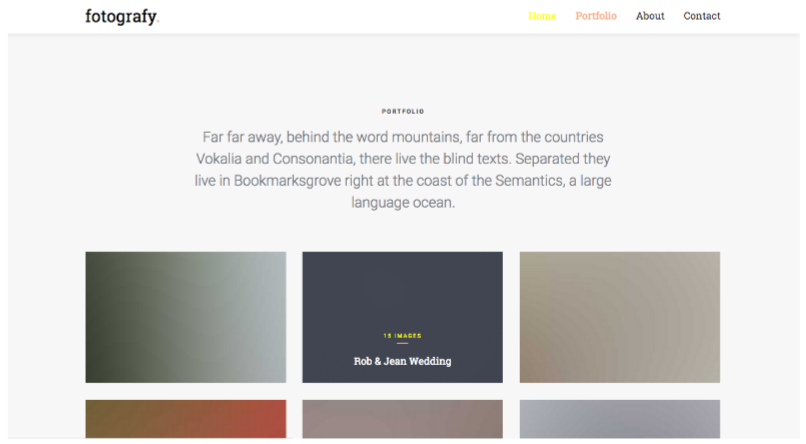 fotografy.
Home Portfolio About Contact
PORTFOLIO
Far far away, behind the word mountains, far from the countries
Vokalia and Consonantia, there live the blind texts. Separated they
live in Bookmarksgrove right at the coast of the Semantics, a large
language ocean.
15 IMAGES
Rob & Jean Wedding